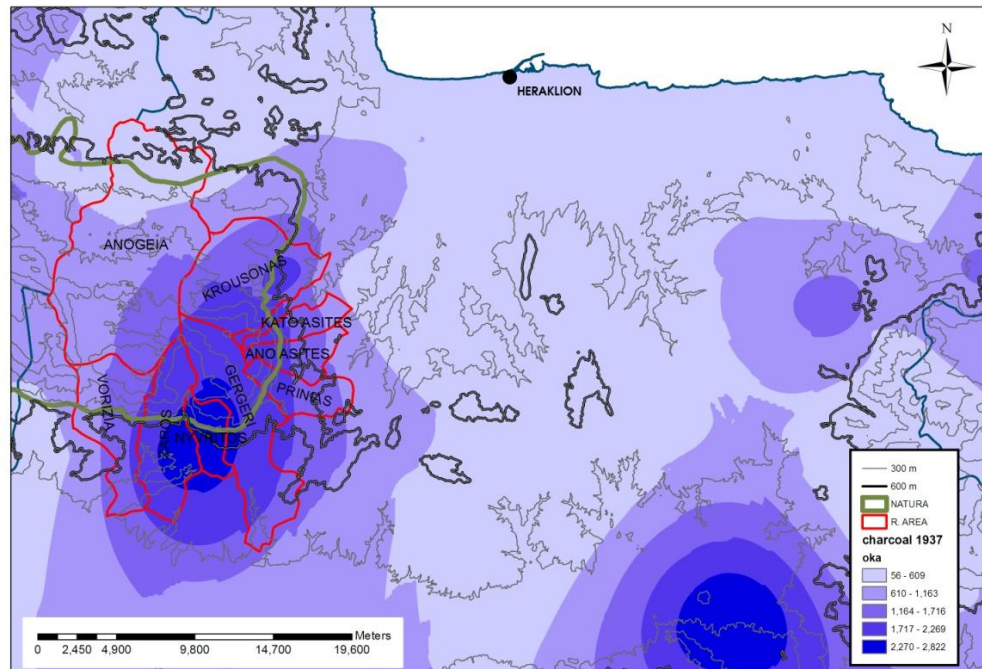 N
HERAKLION
ANOGEIA
KROUSONAS
KATO ASITES
ANO ASITES
GERGERI
PRINIAS
VORIZIA
ZAROS
NYVRITOS
300 m
600 m
NATURA
R. AREA
charcoal 1937
oka
56 - 609
610 - 1,163
1,164 - 1,716
1,717 - 2,269
2,270 - 2,822
Meters
0 2,450 4,900 9,800 14,700 19,600